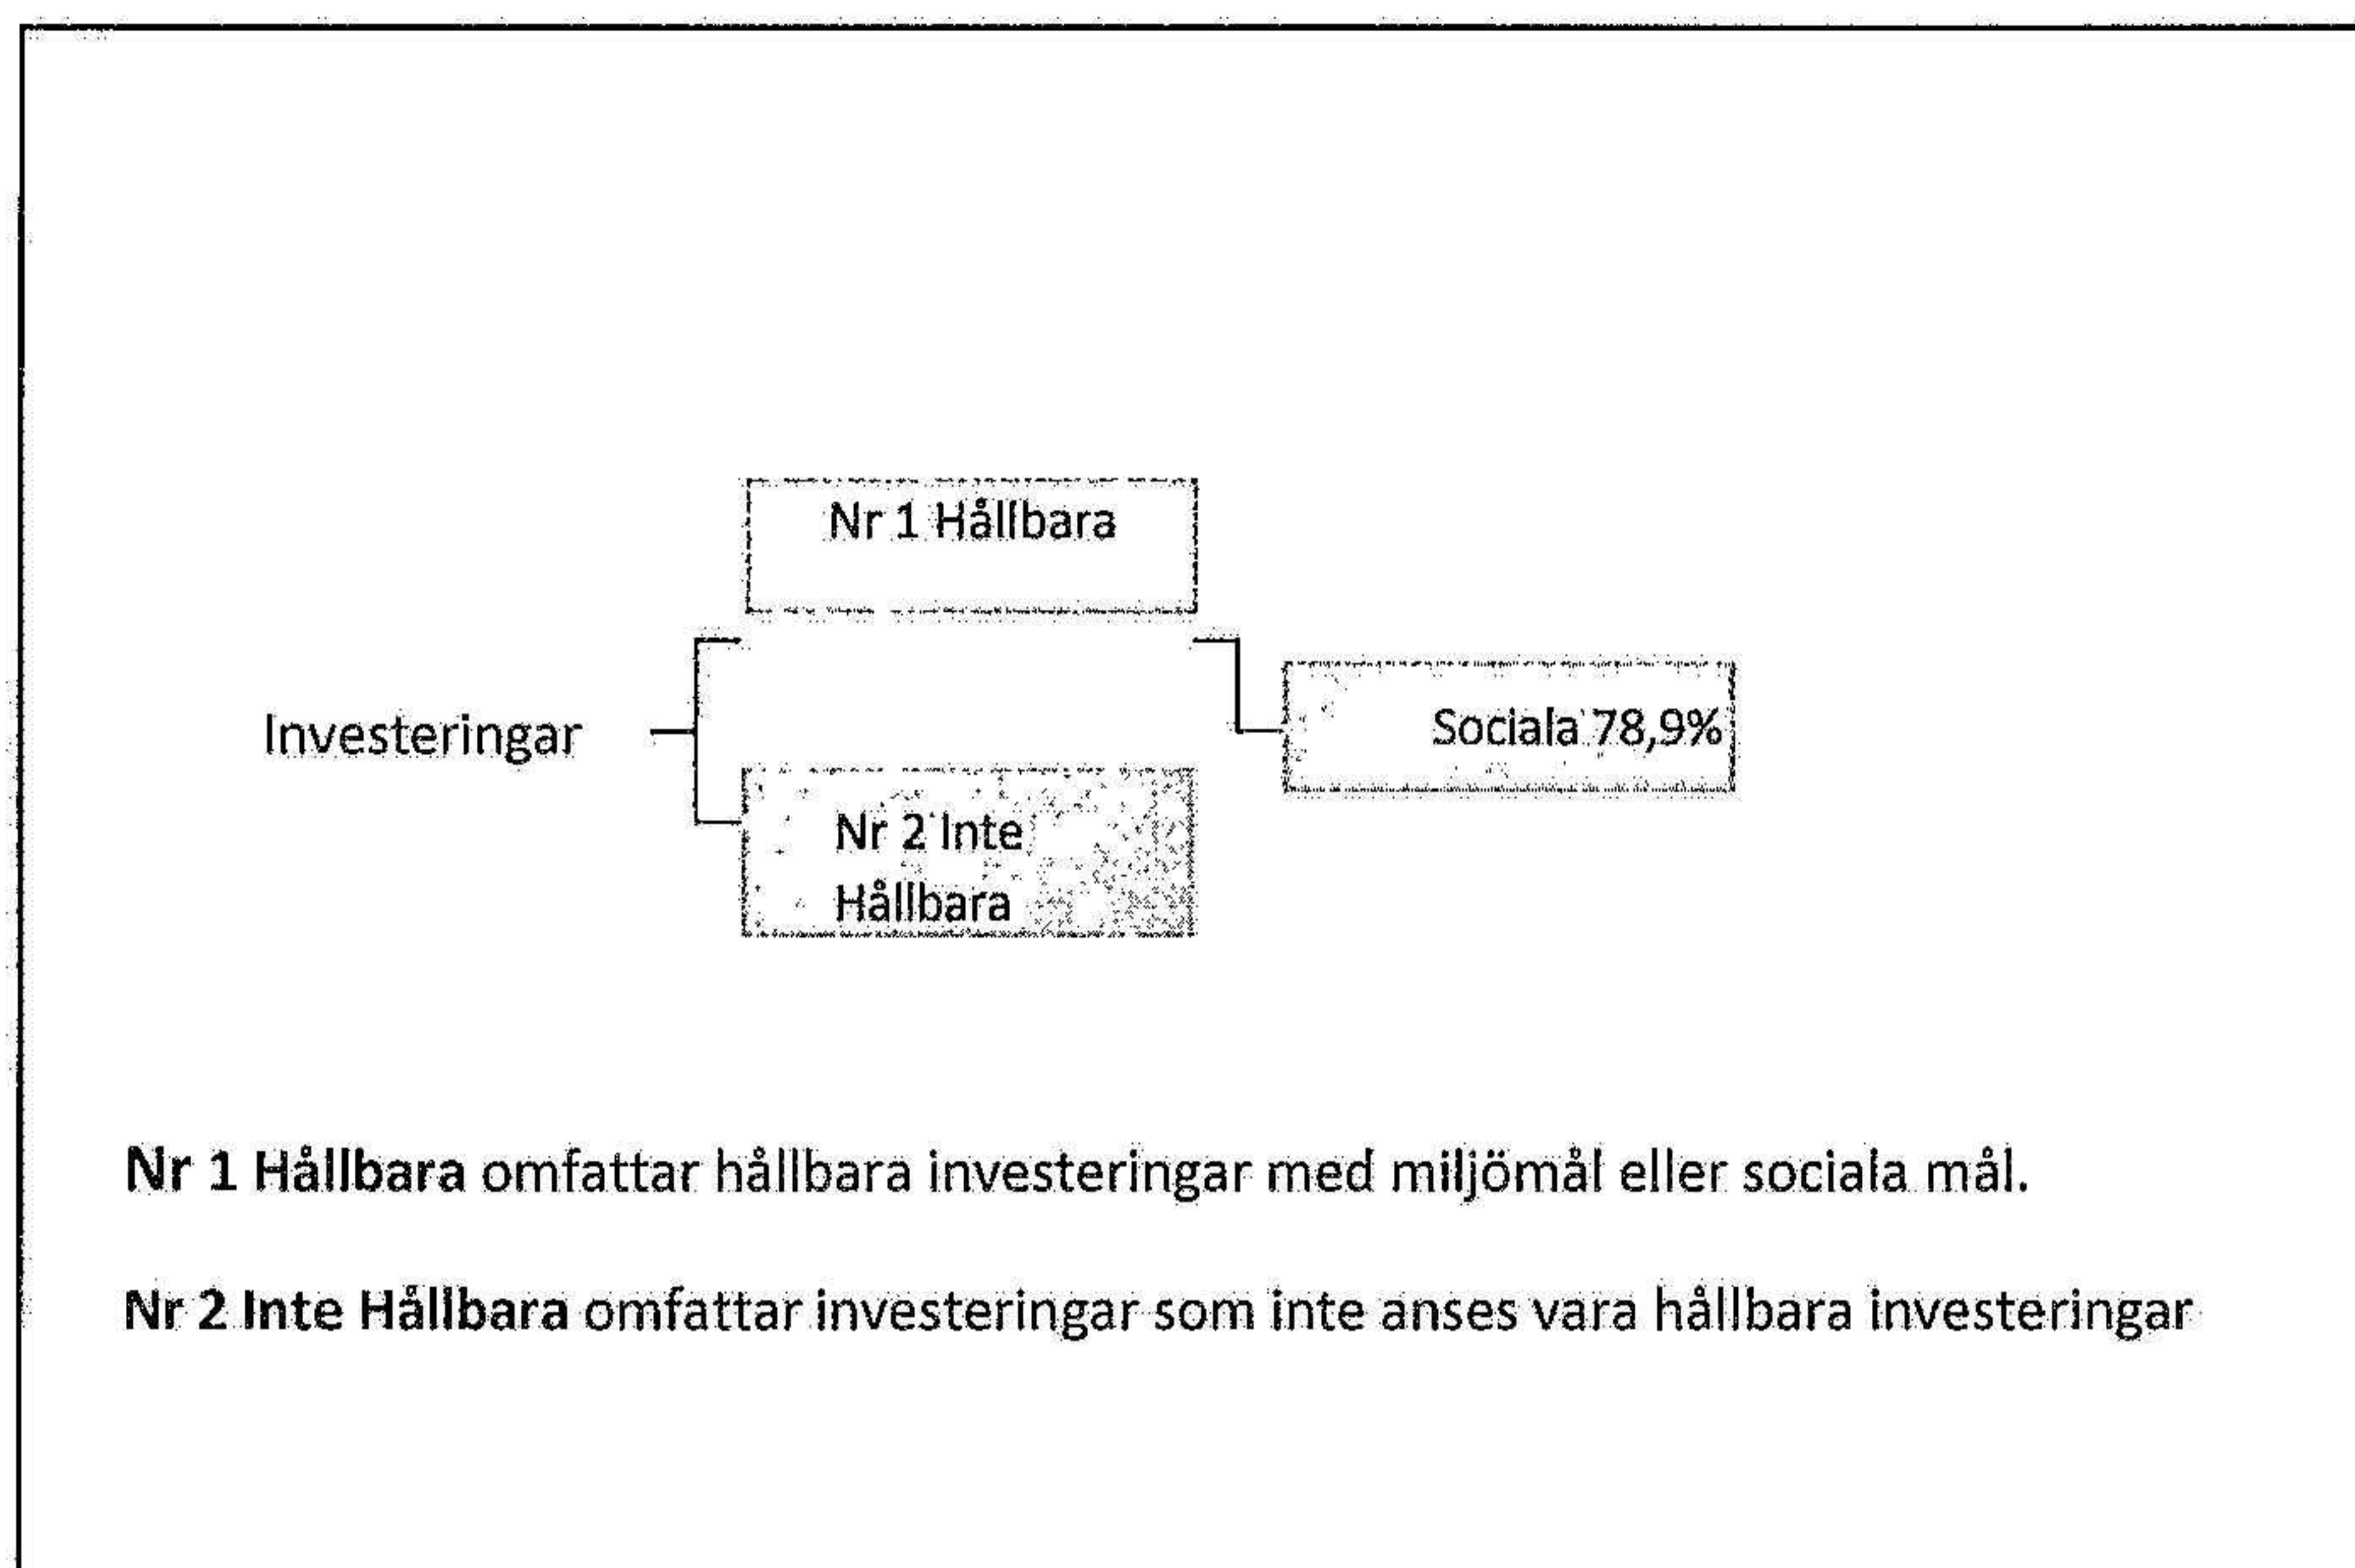 Nr 1 Hållbara
Investeringar
Sociala 78,9%
Nr 2 Inte
Hållbara
Nr 1 Hållbara omfattar hållbara investeringar med miljömål eller sociala mål.
Nr 2 Inte Hållbara omfattar investeringar som inte anses vara hållbara investeringar